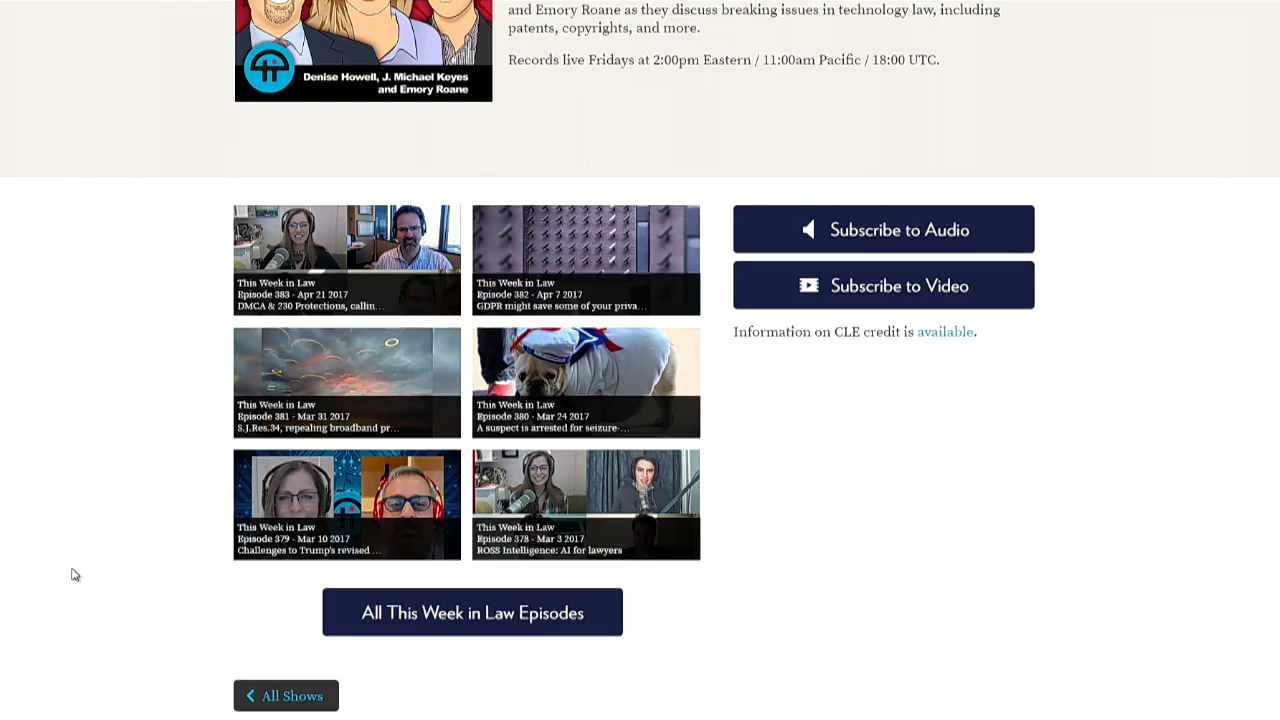 and Emory Roane as they discuss breaking issues in technology law, including
patents, copyrights, and more.
Records live Fridays at 2:00pm Eastern / 11:00am Pacific / 18:00 UTC.
Denise Howell, J. Michael Keyes
and Emory Roane
This Week in Law
Episode 383 - Apr 21 2017
DMCA & 230 Protections, callin...
This Week in Law
Episode 382 - Apr 7 2017
GDPR might save some of your priva...
This Week in Law
Episode 381 - Mar 31 2017
S.J.Res.34, repealing broadband pr...
This Week in Law
Episode 380 - Mar 24 2017
A suspect is arrested for seizure-...
This Week in Law
Episode 379 - Mar 10 2017
Challenges to Trump's revised ...
This Week in Law
Episode 378 - Mar 3 2017
ROSS Intelligence: AI for lawyers
Subscribe to Audio
Subscribe to Video
Information on CLE credit is available.
All This Week in Law Episodes
All Shows